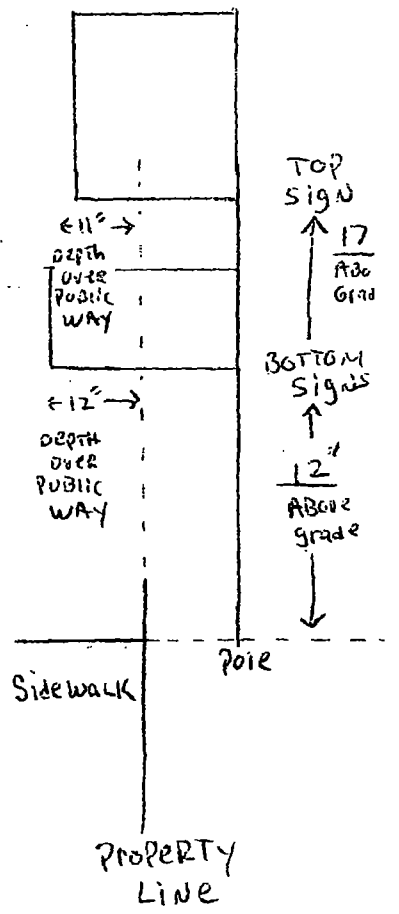 TOP
SIGN
← 11" →
DEPTH
OVER
PUBLIC
WAY
17
ABO
Grad
BOTTOM
SIGNS
← 12" →
DEPTH
OVER
PUBLIC
WAY
12"
ABOVE
grade
Sidewalk
Pole
PROPERTY
LINE